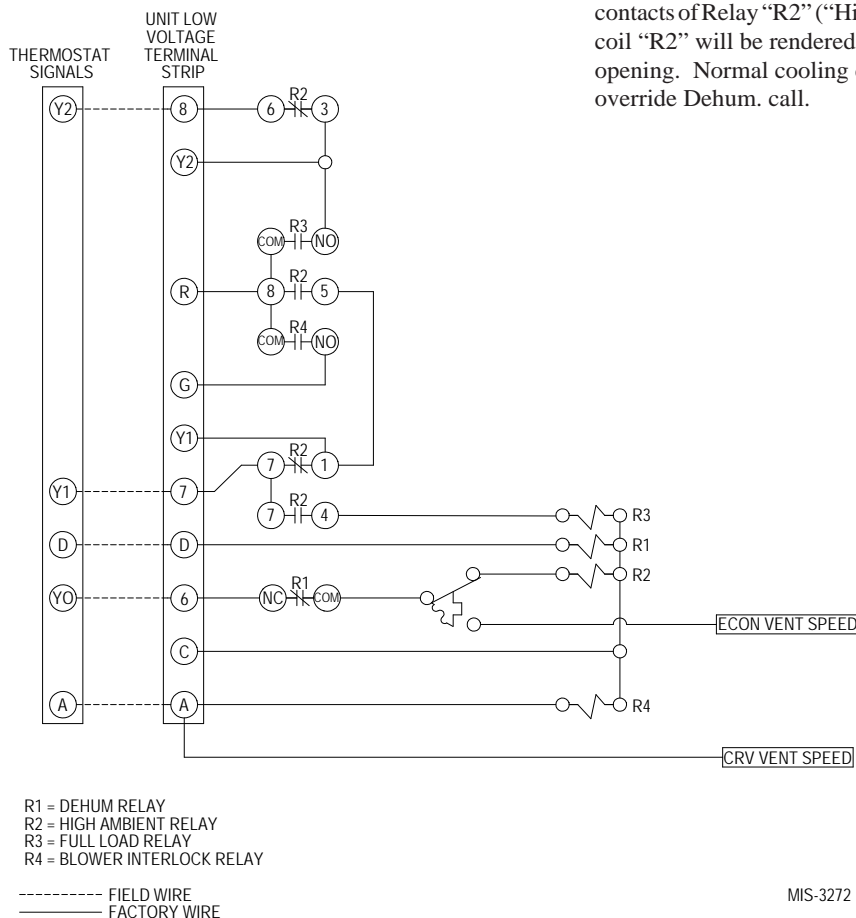 contacts of Relay “R2” (“Hi
coil “R2” will be rendered
opening.  Normal cooling
override Dehum. call.
UNIT LOW
VOLTAGE
TERMINAL
STRIP
THERMOSTAT
SIGNALS
Y2
8
6
R2
3
Y2
COM
R3
NO
R
8
R2
5
COM
R4
NO
G
Y1
7
R2
1
Y1
7
7
R2
4
R3
D
D
R1
R2
YO
6
NC
R1
COM
ECON VENT SPEED
C
A
A
R4
CRV VENT SPEED
R1 = DEHUM RELAY
R2 = HIGH AMBIENT RELAY
R3 = FULL LOAD RELAY
R4 = BLOWER INTERLOCK RELAY
---------- FIELD WIRE
FACTORY WIRE
MIS-3272